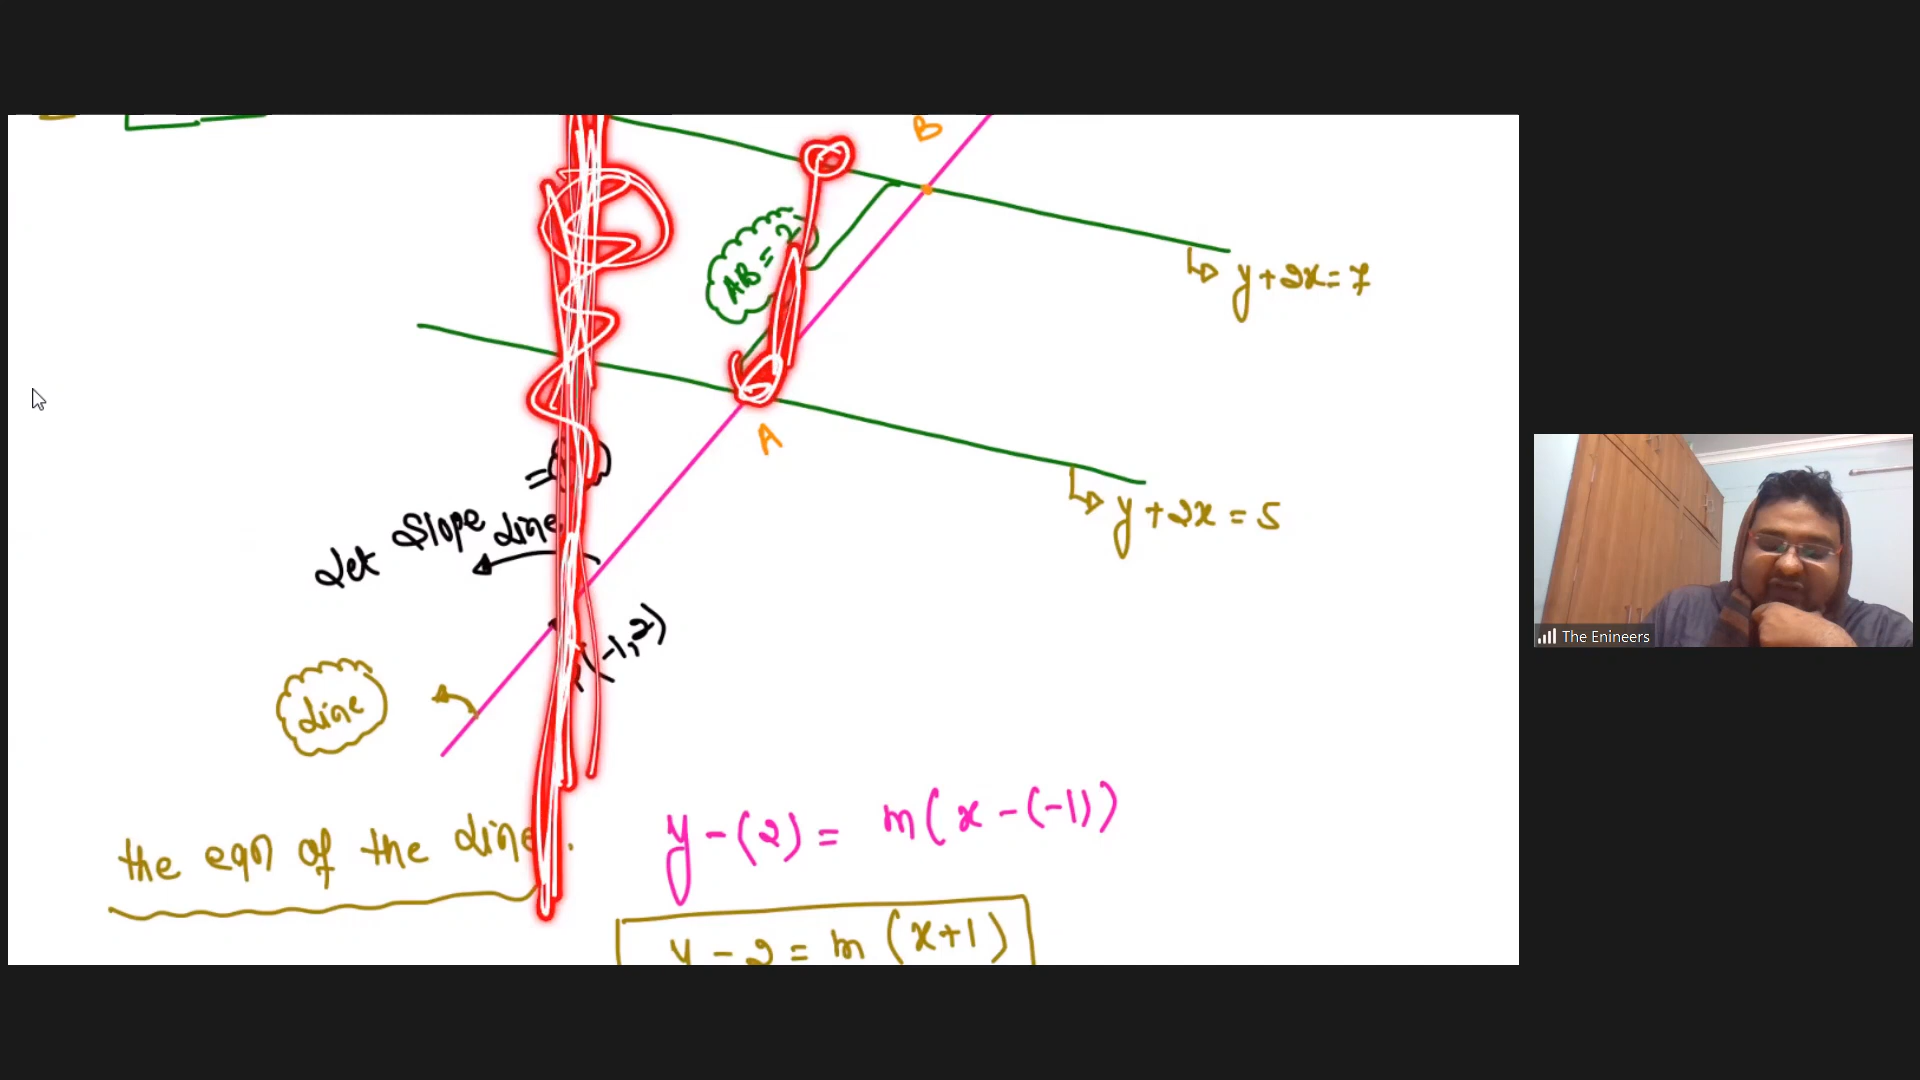 B
AB = 2
y + 2x = 7
A
y + 2x = 5
Let Slope Line
=
(-1, 2)
Line
The Enineers
y - (2) = m(x - (-1))
the eqn of the Line.
y - 2 = m (x+1)